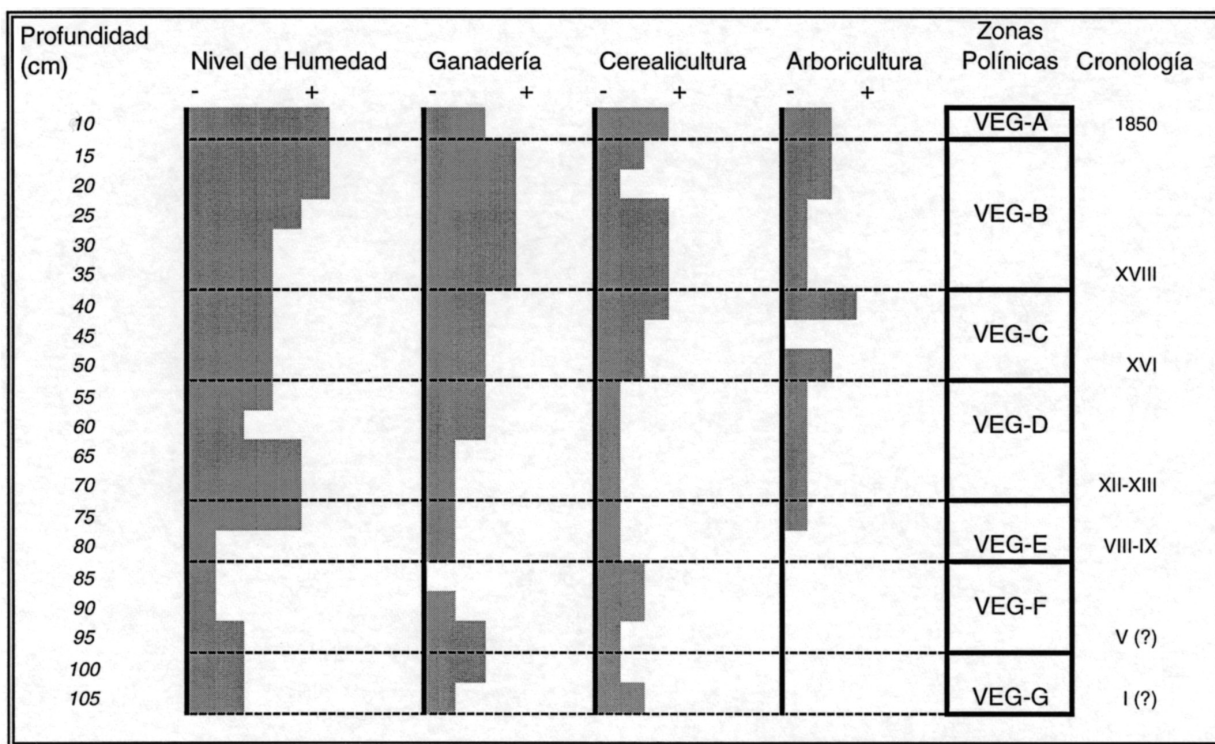 Profundidad (cm) Nivel de Humedad Ganadería Cerealicultura Arboricultura Zonas Polínicas Cronología
- + - + - + - +
10 VEG-A 1850
15
20
25 VEG-B
30
35 XVIII
40
45 VEG-C
50 XVI
55
60 VEG-D
65
70 XII-XIII
75
80 VEG-E VIII-IX
85
90 VEG-F
95 V (?)
100
105 VEG-G I (?)